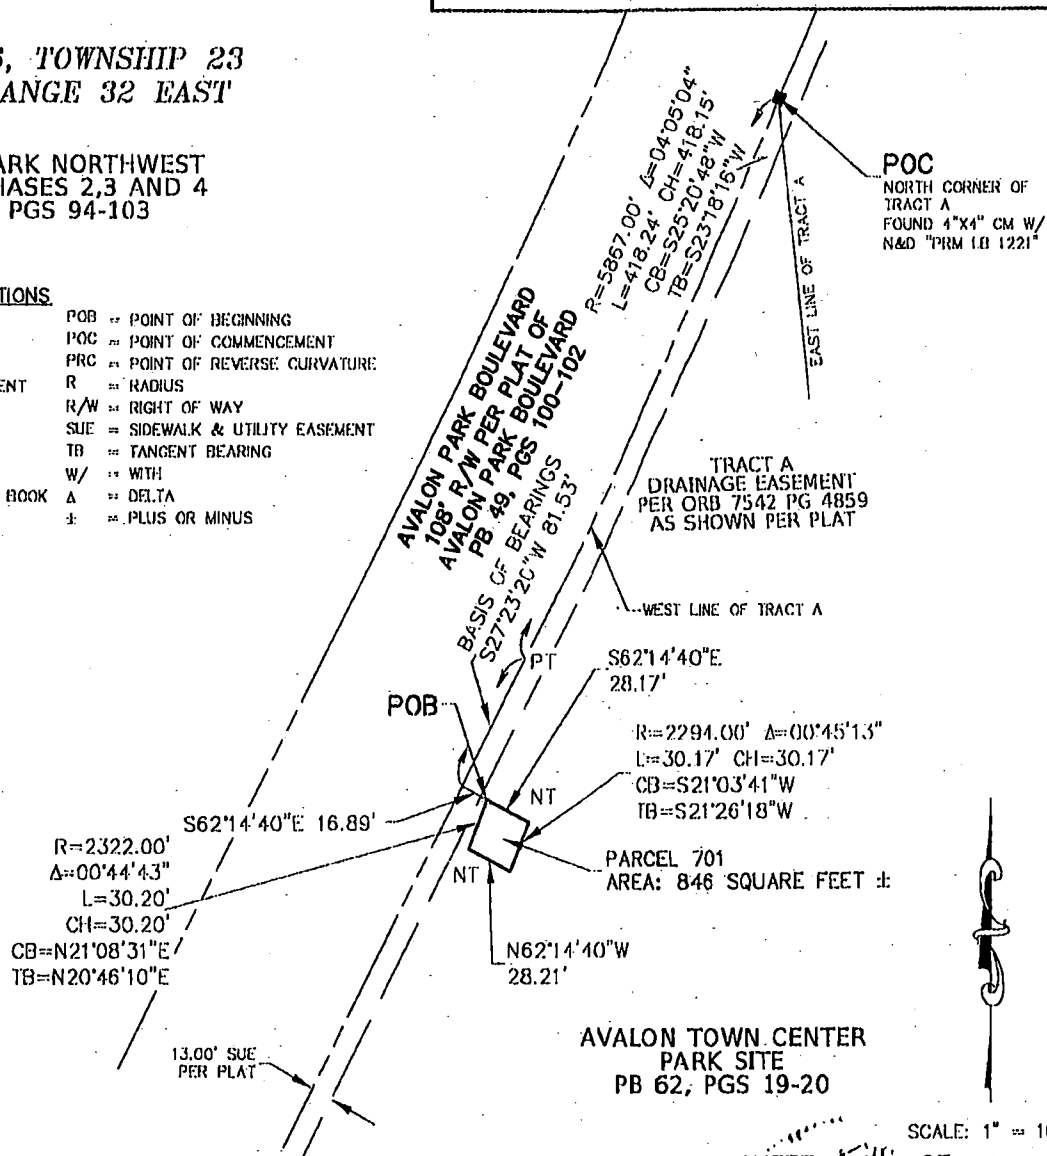 , TOWNSHIP 23
ANGE 32 EAST
ARK NORTHWEST
HASES 2,3 AND 4
PGS 94-103
TIONS
POB = POINT OF BEGINNING
POC = POINT OF COMMENCEMENT
PRC = POINT OF REVERSE CURVATURE
ENT R = RADIUS
R/W = RIGHT OF WAY
SUE = SIDEWALK & UTILITY EASEMENT
TB = TANGENT BEARING
W/ = WITH
BOOK Δ = DELTA
± = PLUS OR MINUS
R=5867.00' Δ=04°05'04"
L=418.24' CH=418.15'
CB=S25°20'48"W
TB=S23°18'16"W
POC
NORTH CORNER OF
TRACT A
FOUND 4"X4" CM W/
N&D "PRM LB 1221"
EAST LINE OF TRACT A
AVALON PARK BOULEVARD
108' R/W PER PLAT OF
AVALON PARK BOULEVARD
PB 49, PGS 100-102
BASIS OF BEARINGS
S27°23'20"W 81.53'
TRACT A
DRAINAGE EASEMENT
PER ORB 7542 PG 4859
AS SHOWN PER PLAT
WEST LINE OF TRACT A
PT
S62°14'40"E
28.17'
POB
R=2294.00' Δ=00°45'13"
L=30.17' CH=30.17'
CB=S21°03'41"W
TB=S21°26'18"W
NT
S62°14'40"E 16.89'
R=2322.00'
Δ=00°44'43"
L=30.20'
CH=30.20'
CB=N21°08'31"E
TB=N20°46'10"E
PARCEL 701
AREA: 846 SQUARE FEET ±
NT
N62°14'40"W
28.21'
13.00' SUE
PER PLAT
AVALON TOWN CENTER
PARK SITE
PB 62, PGS 19-20
SCALE: 1" = 1